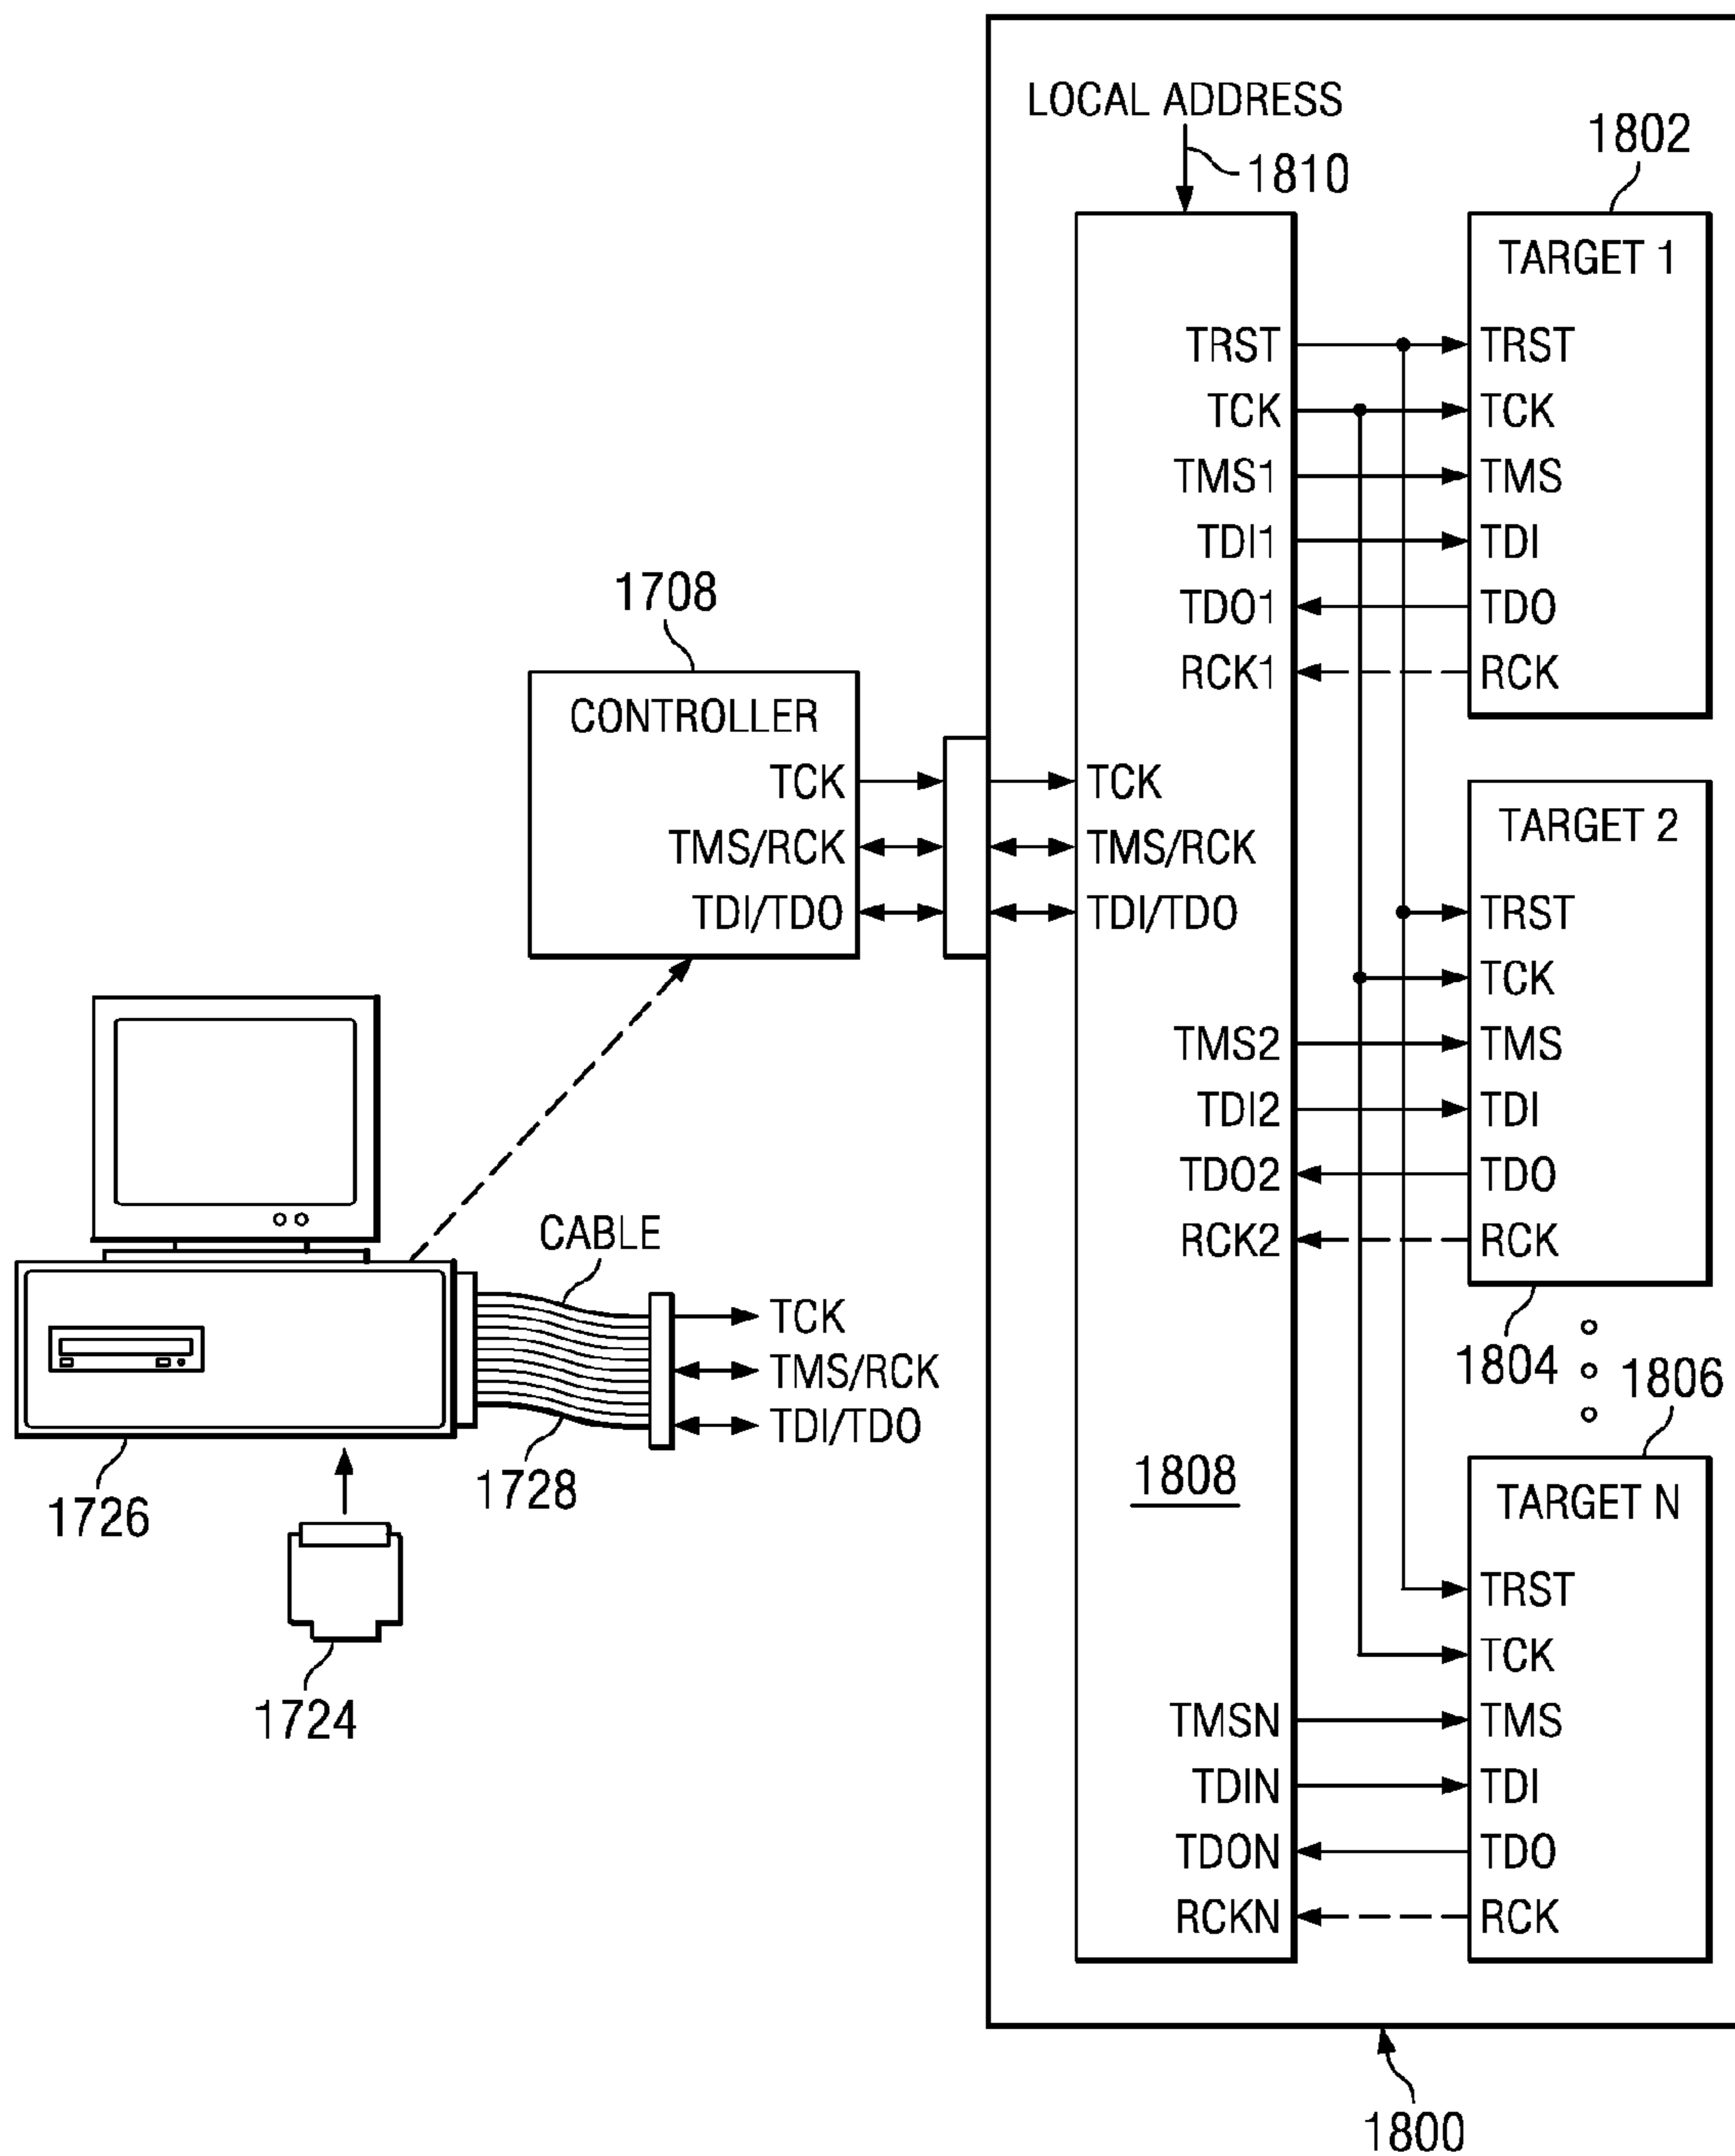 LOCAL ADDRESS
1810
1802
TARGET 1
TRST
TRST
TCK
TCK
TMS1
TMS
TDI1
TDI
TDO1
TDO
RCK1
RCK
1708
CONTROLLER
TCK
TCK
TMS/RCK
TMS/RCK
TDI/TDO
TDI/TDO
TARGET 2
TRST
TCK
TMS2
TMS
TDI2
TDI
TDO2
TDO
RCK2
RCK
1804
CABLE
TCK
TMS/RCK
TDI/TDO
1728
1726
1724
1808
1806
TARGET N
TRST
TCK
TMSN
TMS
TDIN
TDI
TDON
TDO
RCKN
RCK
1800